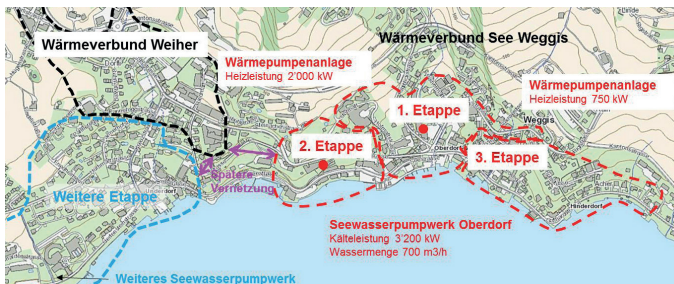 Wärmeverbund Weiher
Wärmeverbund See Weggis
Wärmepumpenanlage
Heizleistung 2'000 kW
Wärmepumpenanlage
Heizleistung 750 kW
1. Etappe
Weggis
2. Etappe
Oberdorf
3. Etappe
Spätere
Vernetzung
Weitere Etappe
Hinderdorf
Seewasserpumpwerk Oberdorf
Kälteleistung 3'200 kW
Wassermenge 700 m3/h
Weiteres Seewasserpumpwerk